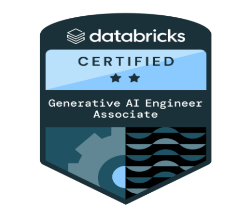 databricks
CERTIFIED
Generative AI Engineer
Associate